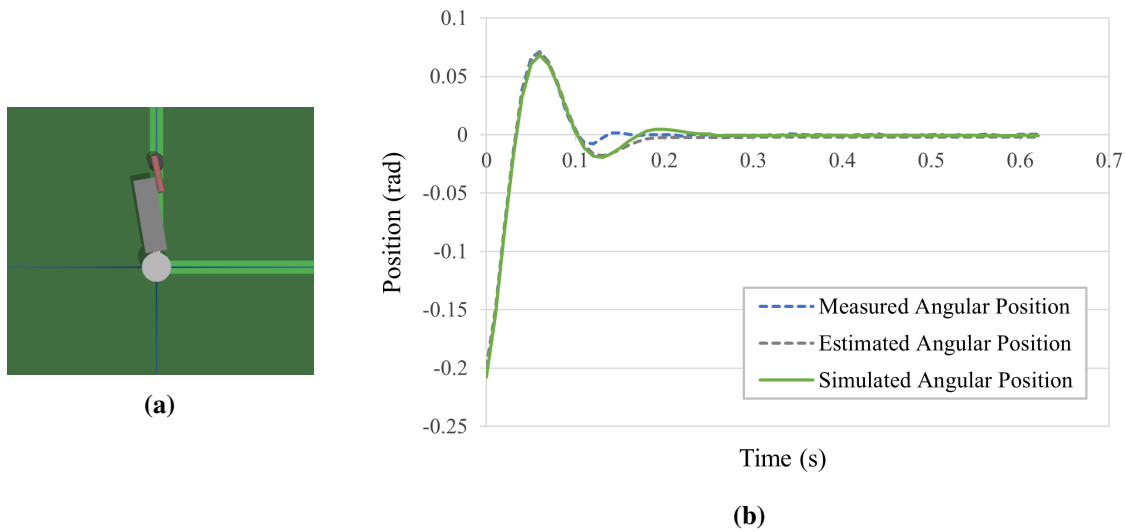 (a)
0.1
0.05
0
-0.05
-0.1
-0.15
-0.2
-0.25
0
0.1
0.2
0.3
0.4
0.5
0.6
0.7
Position (rad)
Measured Angular Position
Estimated Angular Position
Simulated Angular Position
Time (s)
(b)